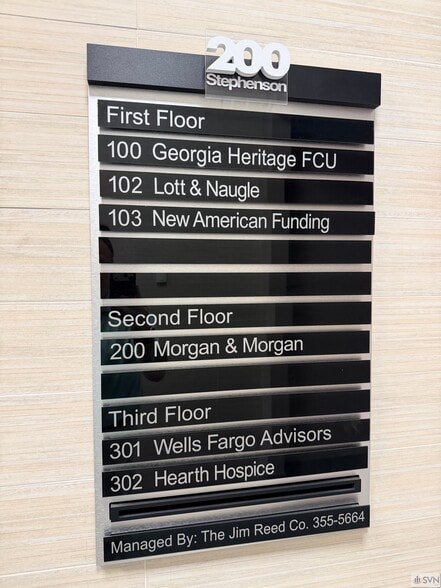 200
Stephenson
First Floor
100 Georgia Heritage FCU
102 Lott & Naugle
103 New American Funding
Second Floor
200 Morgan & Morgan
Third Floor
301 Wells Fargo Advisors
302 Hearth Hospice
Managed By: The Jim Reed Co. 355-5664
SVN